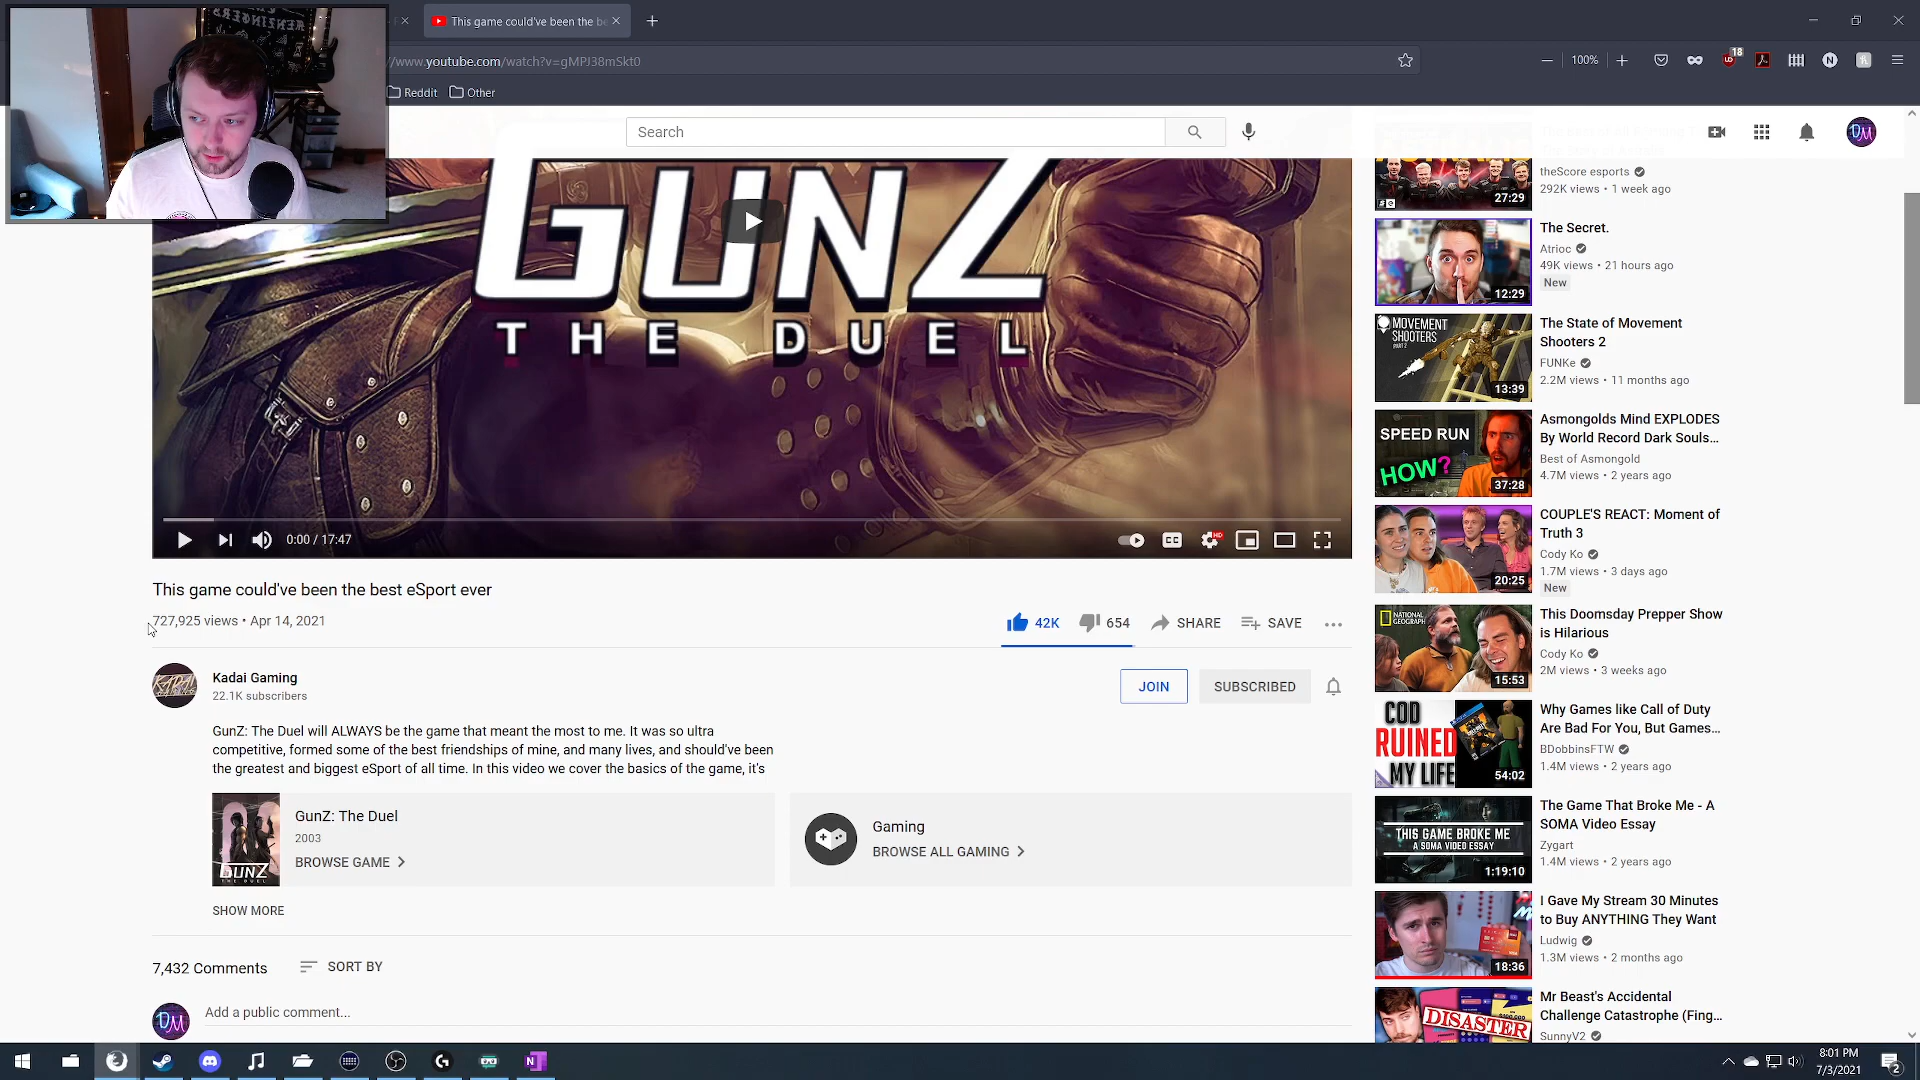 This game could've been the be
//www.youtube.com/watch?v=gMPJ38mSkt0
100%
18
Reddit
Other
Search
DM
GUNZ
THE DUEL
0:00 / 17:47
CC
HD
This game could've been the best eSport ever
727,925 views • Apr 14, 2021
42K
654
SHARE
SAVE
KADAI
Kadai Gaming
22.1K subscribers
JOIN
SUBSCRIBED
GunZ: The Duel will ALWAYS be the game that meant the most to me. It was so ultra
competitive, formed some of the best friendships of mine, and many lives, and should've been
the greatest and biggest eSport of all time. In this video we cover the basics of the game, it's
GUNZ
THE DUEL
GunZ: The Duel
2003
BROWSE GAME
Gaming
BROWSE ALL GAMING
SHOW MORE
7,432 Comments
SORT BY
DM
Add a public comment...
27:29
theScore esports
292K views • 1 week ago
12:29
The Secret.
Atrioc
49K views • 21 hours ago
New
MOVEMENT
SHOOTERS
PART 2
13:39
The State of Movement
Shooters 2
FUNKe
2.2M views • 11 months ago
SPEED RUN
HOW?
37:28
Asmongolds Mind EXPLODES
By World Record Dark Souls...
Best of Asmongold
4.7M views • 2 years ago
20:25
COUPLE'S REACT: Moment of
Truth 3
Cody Ko
1.7M views • 3 days ago
New
NATIONAL
GEOGRAPHIC
15:53
This Doomsday Prepper Show
is Hilarious
Cody Ko
2M views • 3 weeks ago
COD
RUINED
MY LIFE
54:02
Why Games like Call of Duty
Are Bad For You, But Games...
BDobbinsFTW
1.4M views • 2 years ago
THIS GAME BROKE ME
A SOMA VIDEO ESSAY
1:19:10
The Game That Broke Me - A
SOMA Video Essay
Zygart
1.4M views • 2 years ago
18:36
I Gave My Stream 30 Minutes
to Buy ANYTHING They Want
Ludwig
1.3M views • 2 months ago
DISASTER
Mr Beast's Accidental
Challenge Catastrophe (Fing...
SunnyV2
8:01 PM
7/3/2021
2